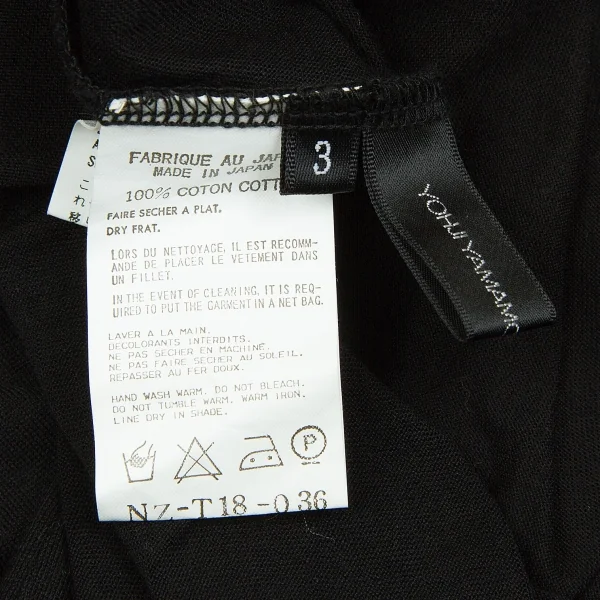 FABRIQUE AU JAP
MADE IN JAPAN
100% COTON COTT
FAIRE SECHER A PLAT.
DRY FRAT.
LORS DU NETTOYAGE, IL EST RECOMM-
ANDE DE PLACER LE VETEMENT DANS
UN FILLET.
IN THE EVENT OF CLEANING, IT IS REQ-
UIRED TO PUT THE GARMENT IN A NET BAG.
LAVER A LA MAIN.
DECOLORANTS INTERDITS.
NE PAS SECHER EN MACHINE.
NE PAS FAIRE SECHER AU SOLEIL.
REPASSER AU FER DOUX.
HAND WASH WARM. DO NOT BLEACH.
DO NOT TUMBLE WARM. WARM IRON.
LINE DRY IN SHADE.
P
NZ-T18-036
3
YOHJI YAMAMO
A
S
こ
れ